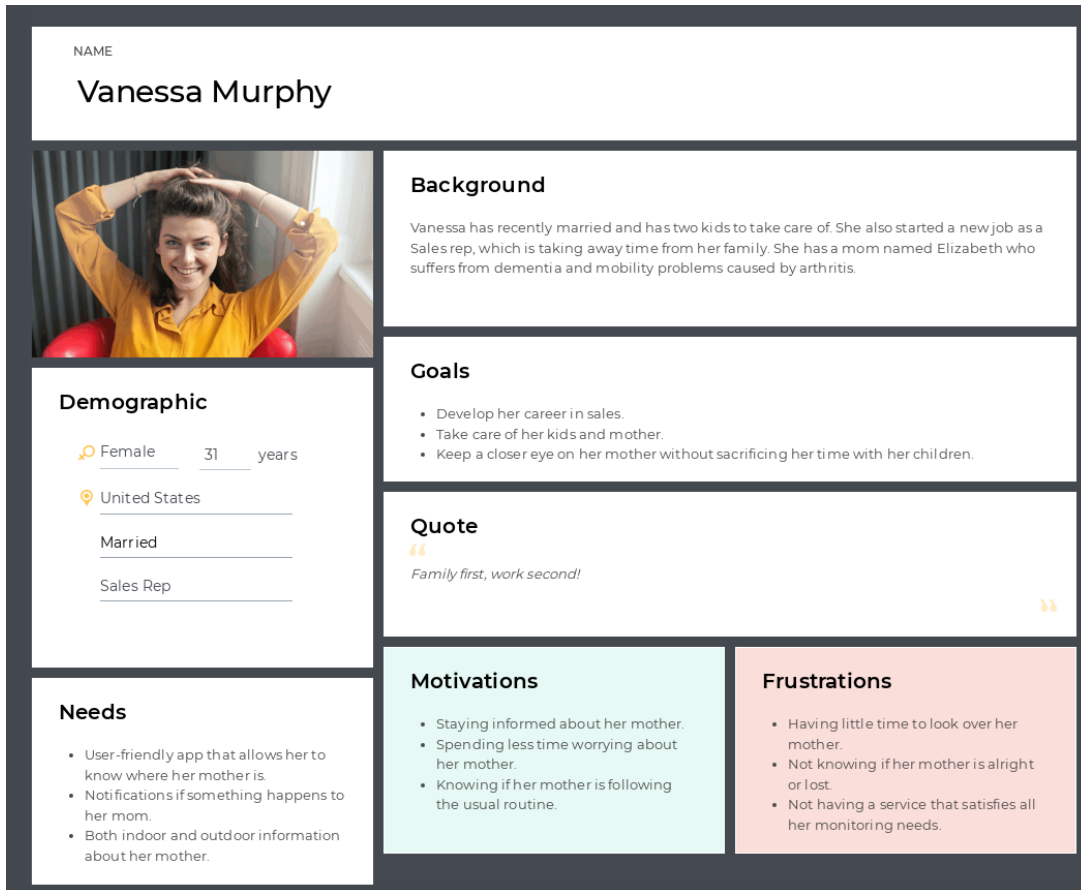 NAME
Vanessa Murphy
Background
Vanessa has recently married and has two kids to take care of. She also started a new job as a
Sales rep, which is taking away time from her family. She has a mom named Elizabeth who
suffers from dementia and mobility problems caused by arthritis.
Goals
• Develop her career in sales.
• Take care of her kids and mother.
• Keep a closer eye on her mother without sacrificing her time with her children.
Demographic
Female 31 years
United States
Married
Sales Rep
Quote
“
Family first, work second!
”
Needs
• User-friendly app that allows her to
know where her mother is.
• Notifications if something happens to
her mom.
• Both indoor and outdoor information
about her mother.
Motivations
• Staying informed about her mother.
• Spending less time worrying about
her mother.
• Knowing if her mother is following
the usual routine.
Frustrations
• Having little time to look over her
mother.
• Not knowing if her mother is alright
or lost.
• Not having a service that satisfies all
her monitoring needs.